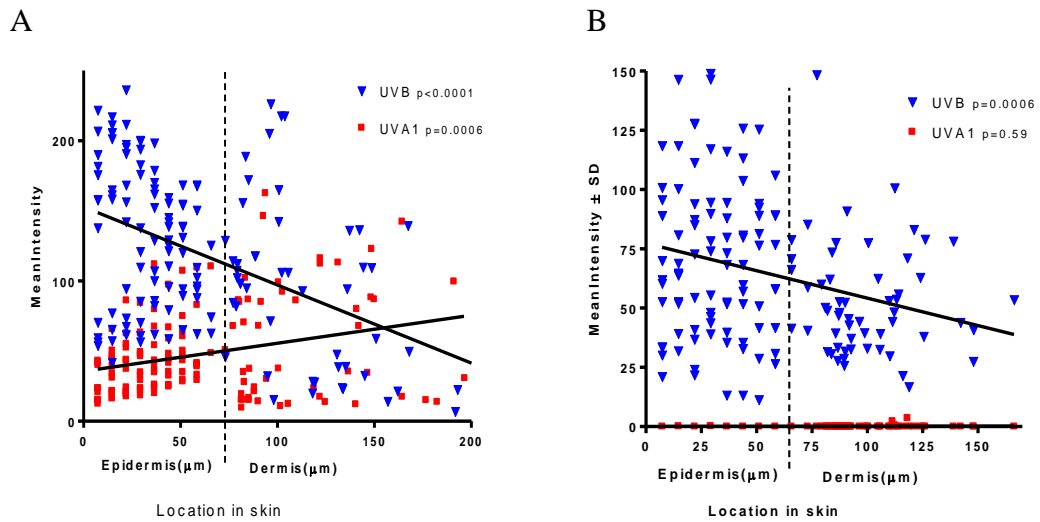 A
B
MeanIntensity
200
100
0
0
50
100
150
200
UVB p<0.0001
UVA1 p=0.0006
Epidermis(μm)
Dermis(μm)
Location in skin
MeanIntensity ± SD
150
125
100
75
50
25
0
0
25
50
75
100
125
150
UVB p=0.0006
UVA1 p=0.59
Epidermis(μm)
Dermis(μm)
Location in skin